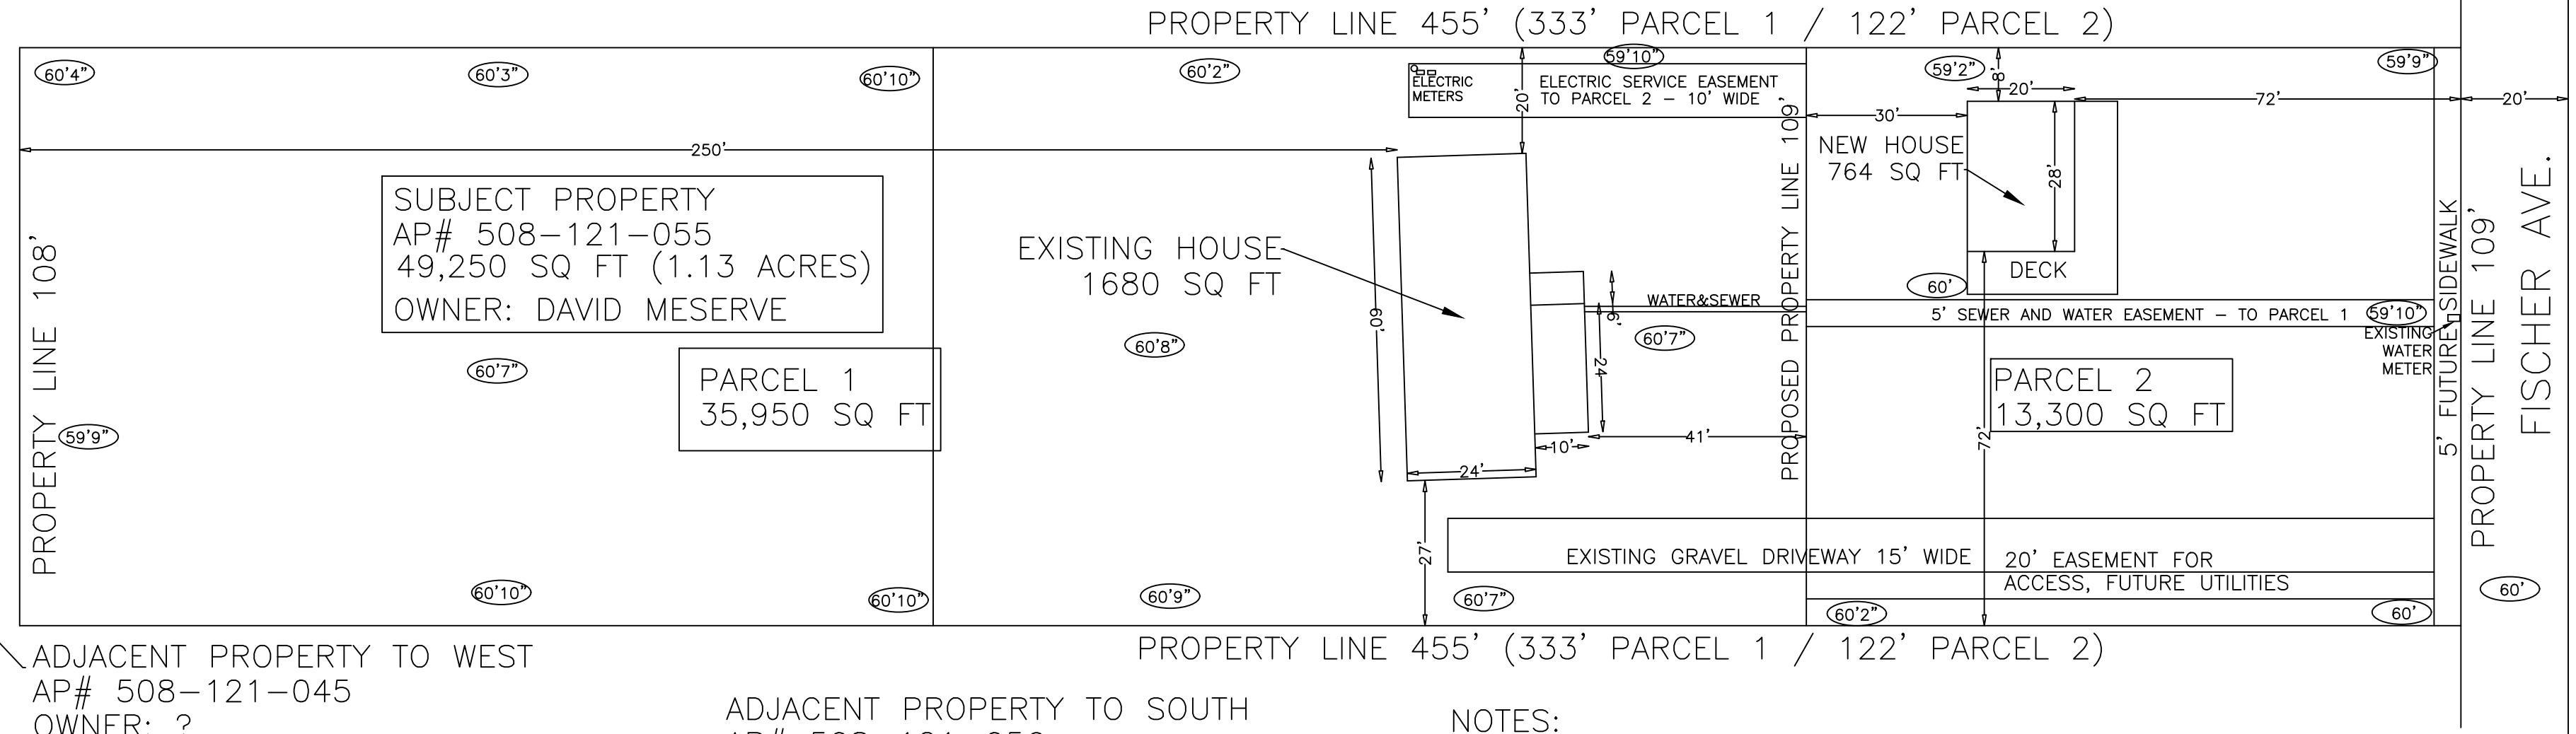 PROPERTY LINE 455' (333' PARCEL 1 / 122' PARCEL 2)
60'4"
60'3"
60'10"
60'2"
59'10"
59'2"
59'9"
ELECTRIC
METERS
ELECTRIC SERVICE EASEMENT
TO PARCEL 2 – 10' WIDE
20'
8'
20'
72'
20'
30'
250'
NEW HOUSE
764 SQ FT
28'
SUBJECT PROPERTY
AP# 508–121–055
49,250 SQ FT (1.13 ACRES)
OWNER: DAVID MESERVE
EXISTING HOUSE
1680 SQ FT
60'
PROPERTY LINE 108'
PROPOSED PROPERTY LINE 109'
5' FUTURE SIDEWALK
PROPERTY LINE 109'
FISCHER AVE.
DECK
60'
WATER&SEWER
6'
5' SEWER AND WATER EASEMENT – TO PARCEL 1
59'10"
EXISTING
WATER
METER
60'8"
60'7"
60'7"
24'
PARCEL 1
35,950 SQ FT
PARCEL 2
13,300 SQ FT
59'9"
10'
41'
72'
24'
27'
EXISTING GRAVEL DRIVEWAY 15' WIDE
20' EASEMENT FOR
ACCESS, FUTURE UTILITIES
60'10"
60'10"
60'9"
60'7"
60'2"
60'
60'
PROPERTY LINE 455' (333' PARCEL 1 / 122' PARCEL 2)
ADJACENT PROPERTY TO WEST
AP# 508–121–045
OWNER: ?
ADJACENT PROPERTY TO SOUTH
NOTES: